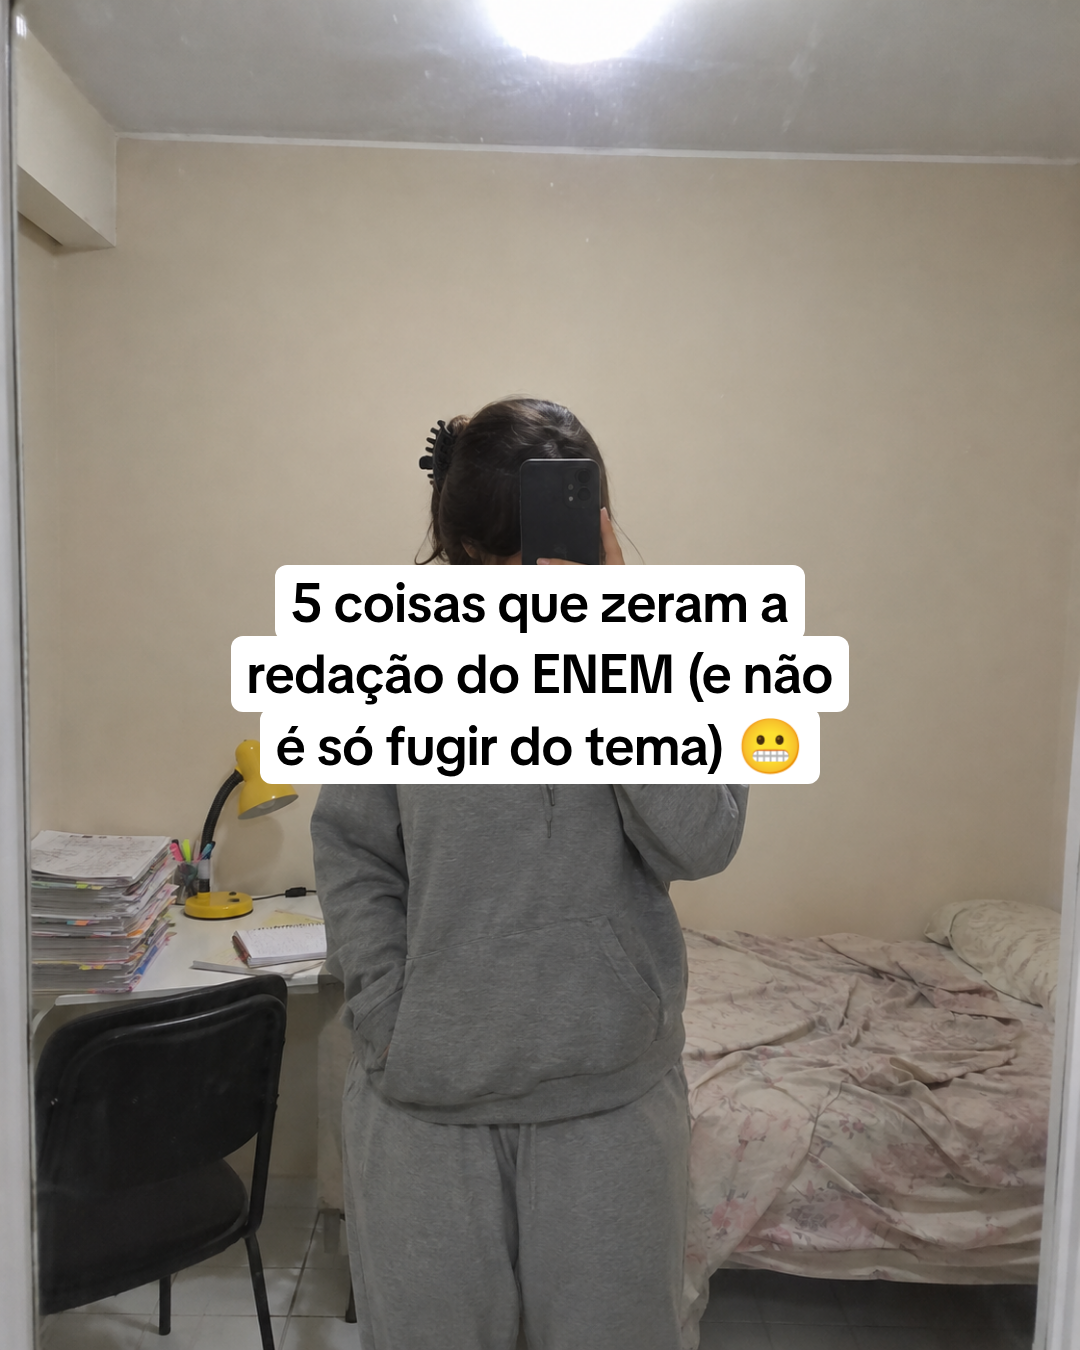 5 coisas que zeram a
redação do ENEM (e não
é só fugir do tema) 😬